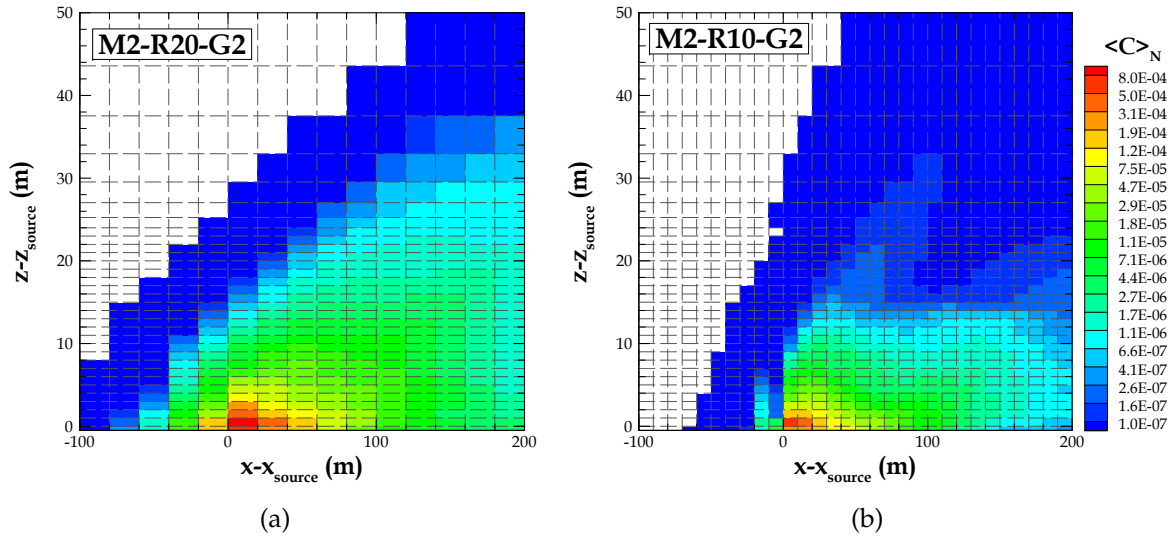 M2-R20-G2
50
40
30
20
10
0
z-z_source (m)
-100 0 100 200
x-x_source (m)
(a)
M2-R10-G2
50
40
30
20
10
0
z-z_source (m)
-100 0 100 200
x-x_source (m)
(b)
<C>_N
8.0E-04
5.0E-04
3.1E-04
1.9E-04
1.2E-04
7.5E-05
4.7E-05
2.9E-05
1.8E-05
1.1E-05
7.1E-06
4.4E-06
2.7E-06
1.7E-06
1.1E-06
6.6E-07
4.1E-07
2.6E-07
1.6E-07
1.0E-07